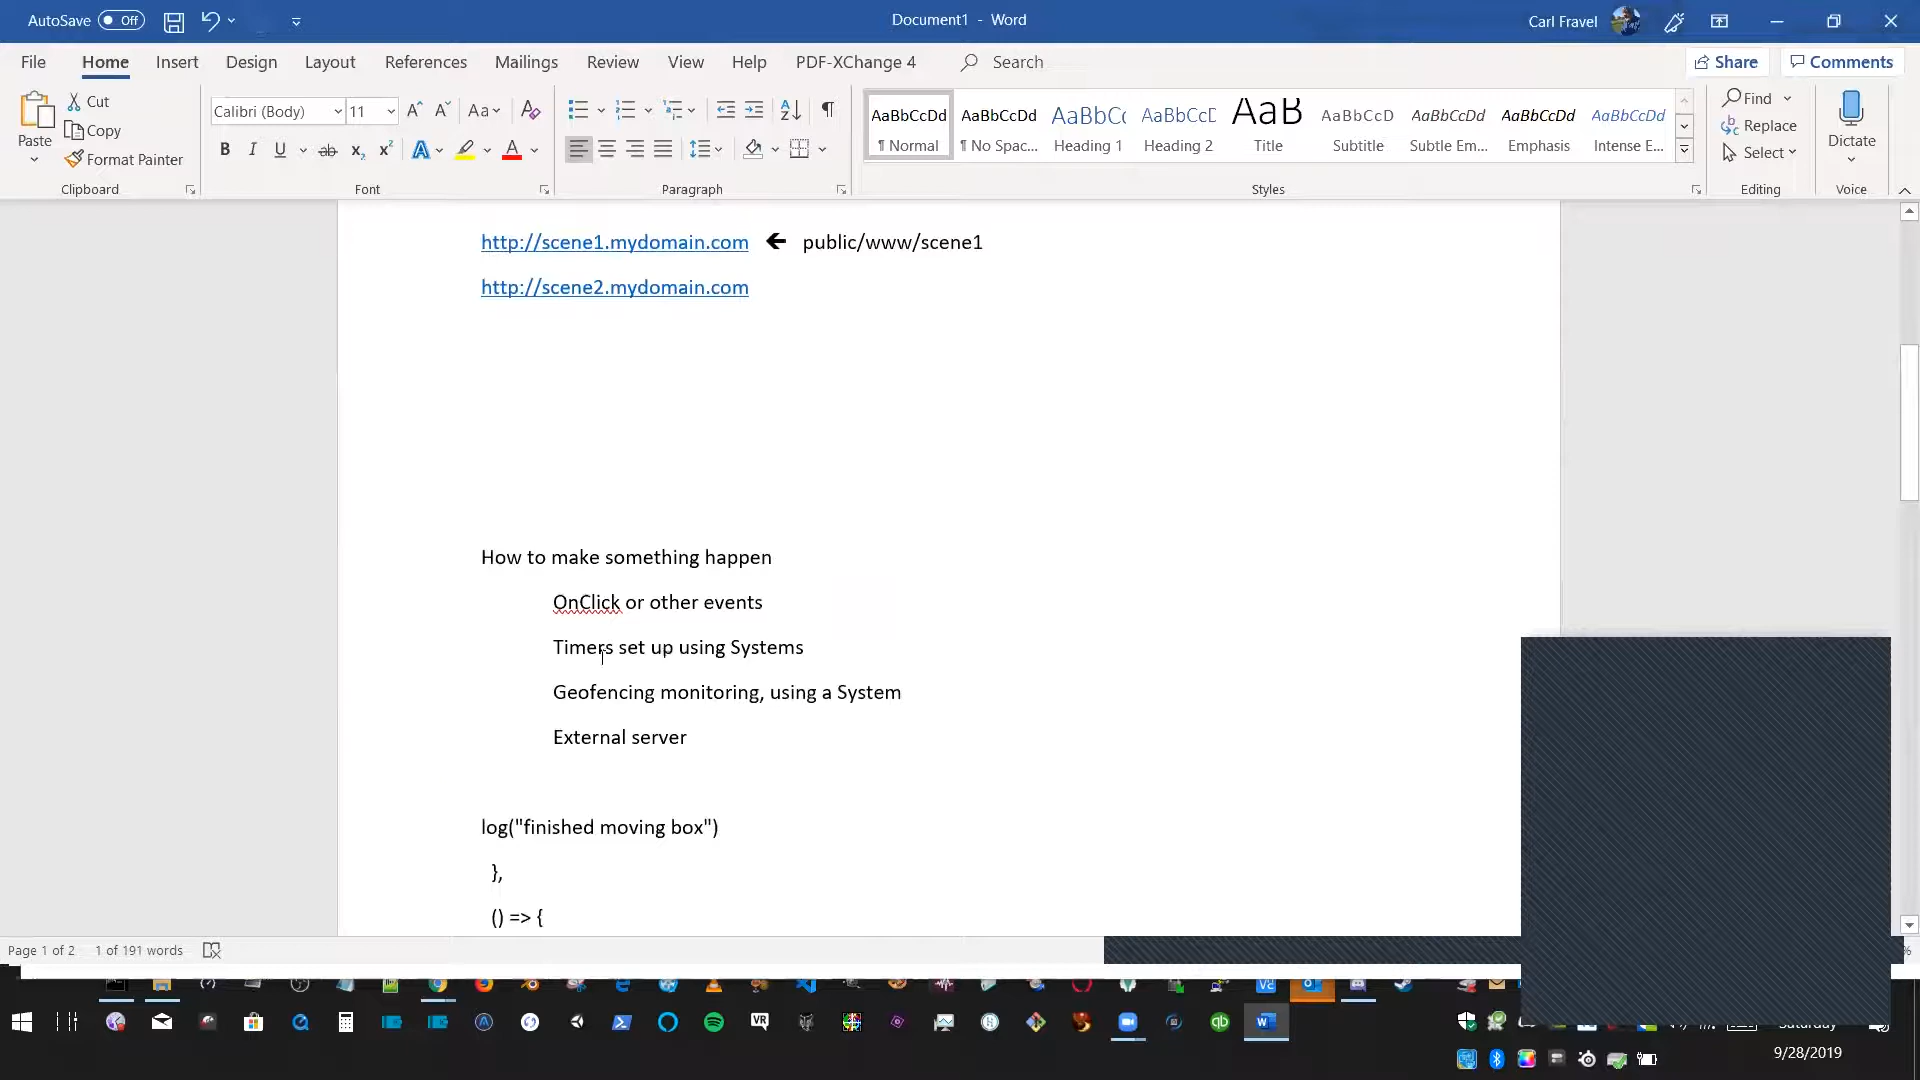 AutoSave Off
Document1 - Word
Carl Fravel
File Home Insert Design Layout References Mailings Review View Help PDF-XChange 4 Search
Share Comments
Paste
Cut
Copy
Format Painter
Clipboard
Calibri (Body) 11
Font
Paragraph
AaBbCcDd AaBbCcDd AaBbCc AaBbCcD AaB AaBbCcD AaBbCcDd AaBbCcDd AaBbCcDd
¶ Normal ¶ No Spac... Heading 1 Heading 2 Title Subtitle Subtle Em... Emphasis Intense E...
Styles
Find
Replace
Select
Editing
Dictate
Voice
http://scene1.mydomain.com 🡨 public/www/scene1
http://scene2.mydomain.com
How to make something happen
OnClick or other events
Timers set up using Systems
Geofencing monitoring, using a System
External server
log("finished moving box")
},
() => {
Page 1 of 2 1 of 191 words
Saturday
9/28/2019